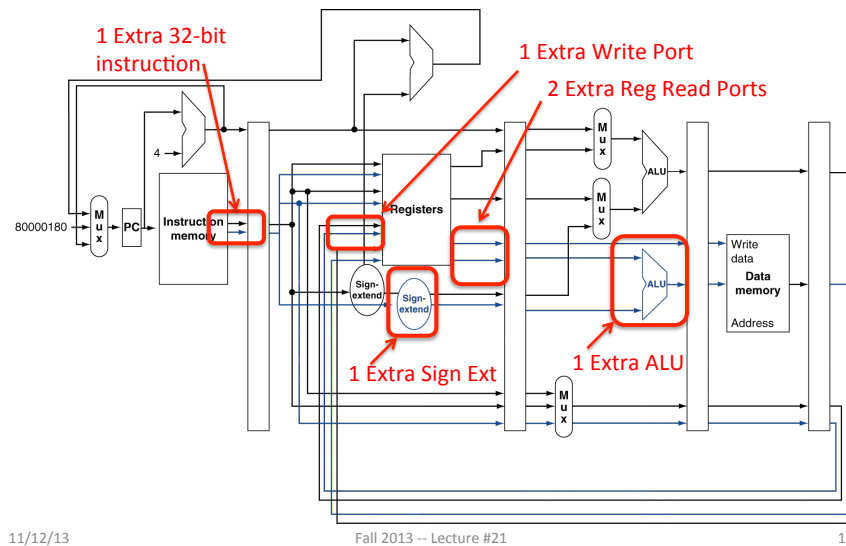 1 Extra 32-bit
instruction
1 Extra Write Port
2 Extra Reg Read Ports
4
80000180
M
u
x
PC
Instruction
memory
Registers
Sign-
extend
Sign-
extend
1 Extra Sign Ext
M
u
x
M
u
x
ALU
ALU
1 Extra ALU
M
u
x
Write
data
Data
memory
Address
11/12/13
Fall 2013 -- Lecture #21
1